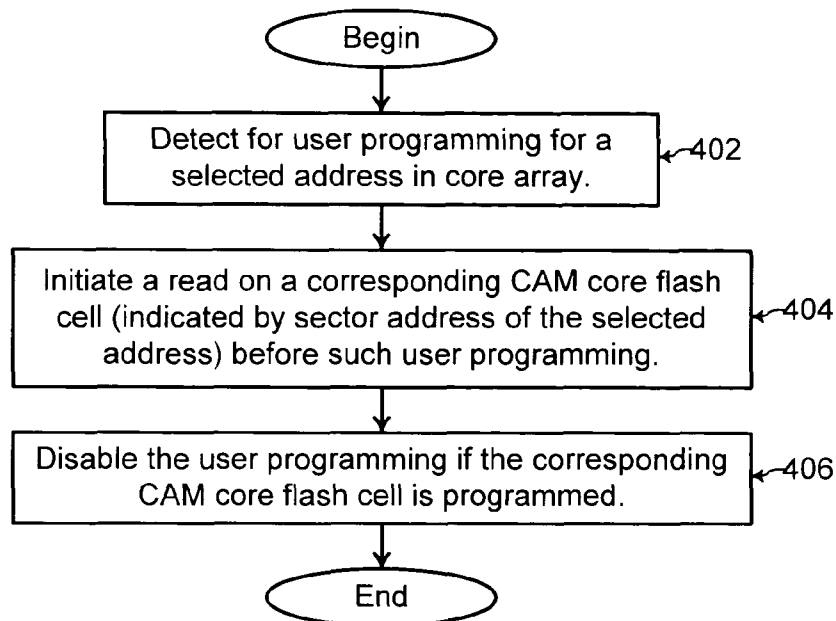 Begin
Detect for user programming for a
selected address in core array.
402
Initiate a read on a corresponding CAM core flash
cell (indicated by sector address of the selected
address) before such user programming.
404
Disable the user programming if the corresponding
CAM core flash cell is programmed.
406
End